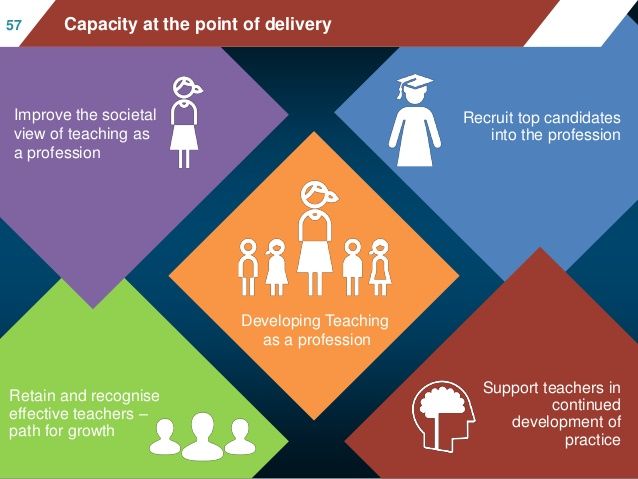 57
Capacity at the point of delivery
Improve the societal
view of teaching as
a profession
Recruit top candidates
into the profession
Developing Teaching
as a profession
Retain and recognise
effective teachers –
path for growth
Support teachers in
continued
development of
practice